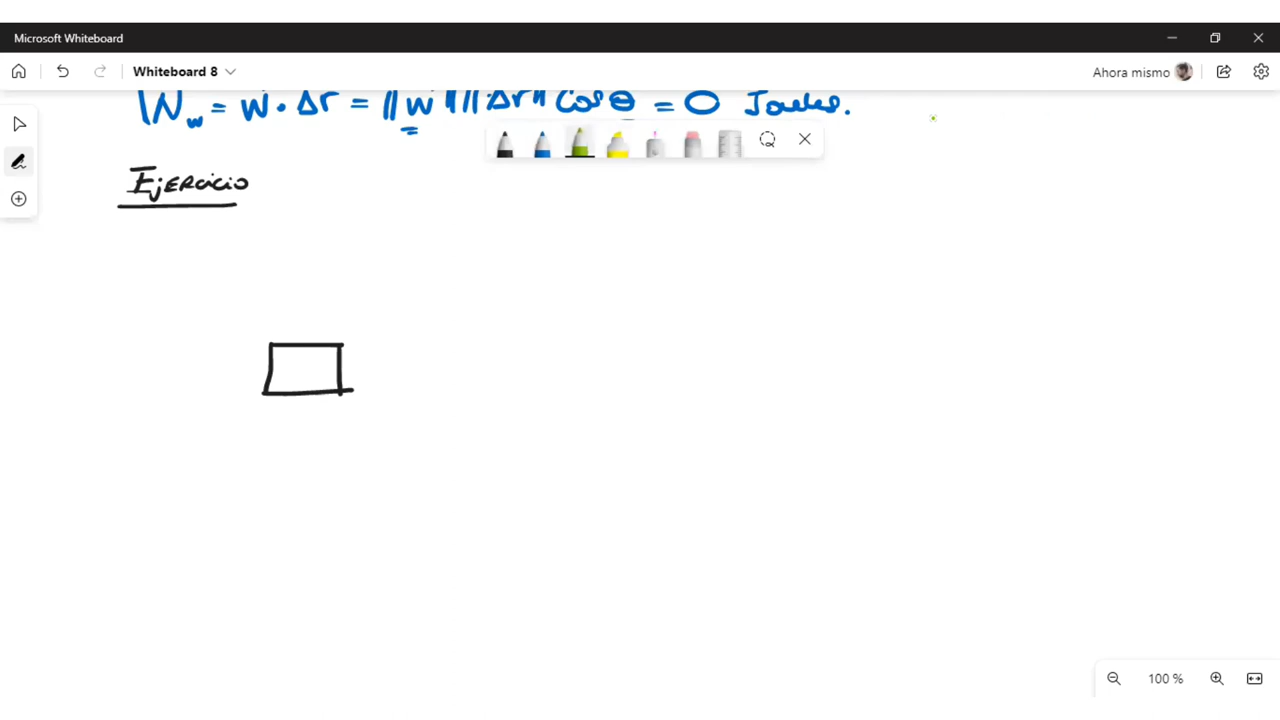 Microsoft Whiteboard
Whiteboard 8
Ahora mismo
W_w = w · Δr = ||w|| ||Δr|| Cos θ = 0 Joules.
Ejercicio
100 %